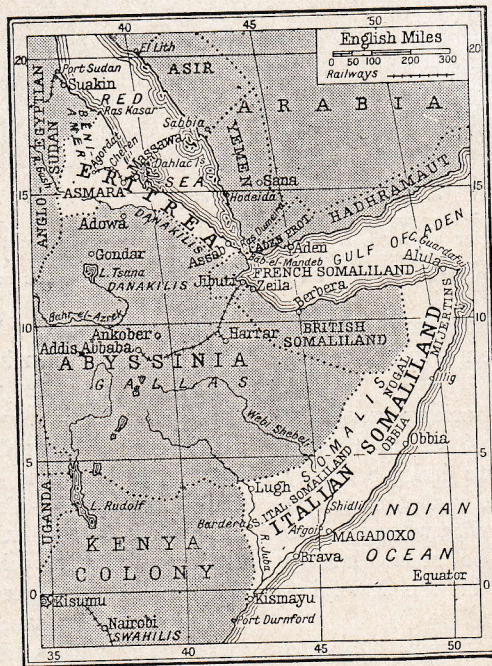 40
45
50
English Miles
0 50 100 200 300
Railways
20
El Lith
Port Sudan
Suakin
ASIR
RED
Ras Kasar
ARABIA
ANGLO-EGYPTIAN
SUDAN
BENI
AMER
Sabbia
YEMEN
Agordat
Cheren
Massawa
Dahlac Is
SEA
Sana
15
ERITREA
ASMARA
Hodeida
HADHRAMAUT
15
DANAKILS
Adowa
ADEN PROT.
Assab
Aden
Bab-el-Mandeb
GULF OF ADEN
C. Guardafui
Gondar
L. Tsana
DANAKILIS
FRENCH SOMALILAND
Alula
Jibuti
Zeila
Berbera
Bahr-el-Azrek
10
Ankober
Harrar
BRITISH
SOMALILAND
MIJERTINS
10
Addis Abbaba
ABYSSINIA
GALLAS
NOGAL
Illig
Webi Shebeli
SOMALIS
ITALIAN SOMALILAND
OBBIA
Obbia
5
UGANDA
L. Rudolf
Lugh
S. ITAL SOMALILAND
5
Bardera
Shidli
INDIAN
Afgoi
KENYA
COLONY
R. Juba
MAGADOXO
Brava
OCEAN
Equator
0
Kisumu
Kismayu
0
Port Durnford
Nairobi
SWAHILIS
35
40
45
50